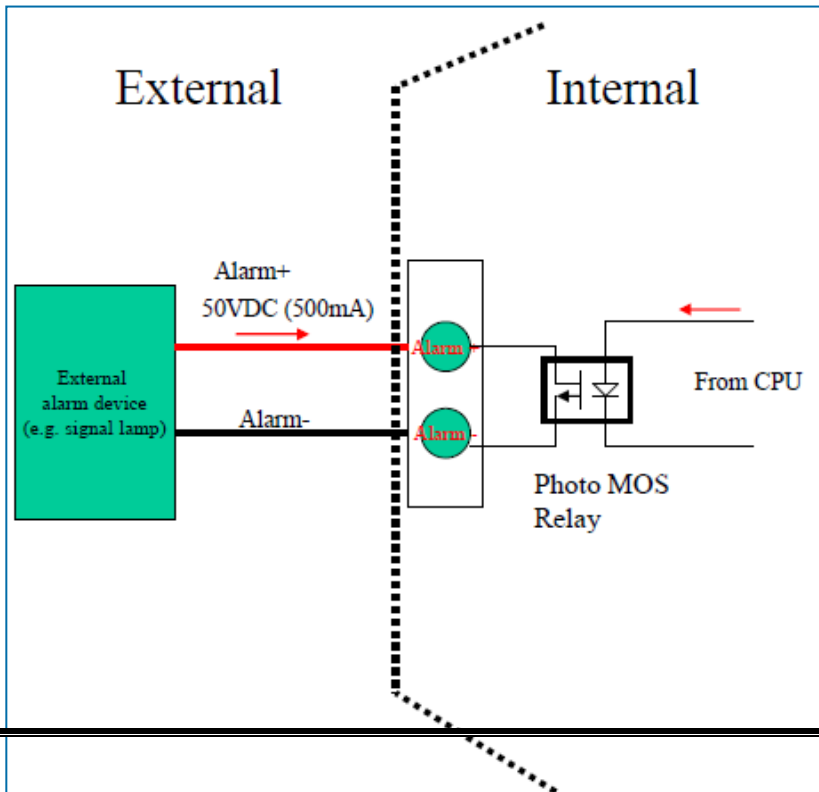 External
Internal
Alarm+
50VDC (500mA)
External
alarm device
(e.g. signal lamp)
Alarm +
From CPU
Alarm-
Alarm -
Photo MOS
Relay